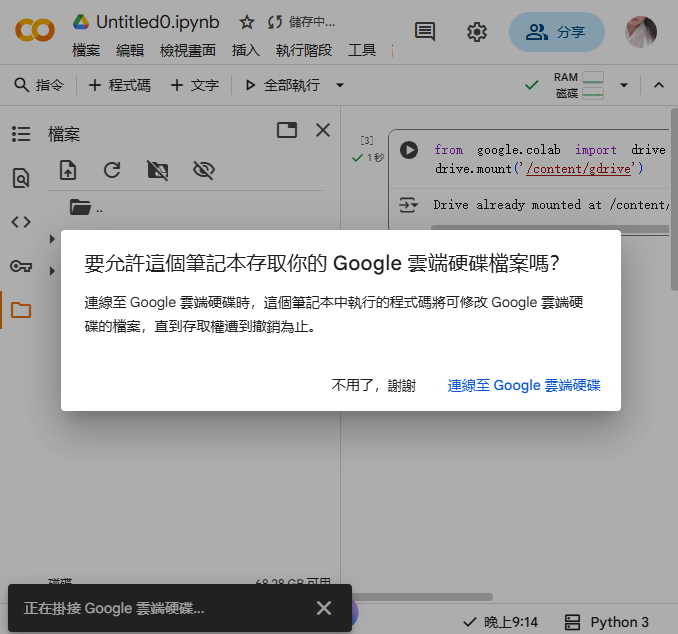 Untitled0.ipynb 儲存中...
檔案 編輯 檢視畫面 插入 執行階段 工具
分享
指令 + 程式碼 + 文字 全部執行
RAM
磁碟
檔案
..
[3]
1 秒
from google.colab import drive
drive.mount('/content/gdrive')
Drive already mounted at /content/
要允許這個筆記本存取你的 Google 雲端硬碟檔案嗎?
連線至 Google 雲端硬碟時，這個筆記本中執行的程式碼將可修改 Google 雲端硬
碟的檔案，直到存取權遭到撤銷為止。
不用了，謝謝 連線至 Google 雲端硬碟
磁碟 68.28 GB 可用
正在掛接 Google 雲端硬碟...
晚上9:14 Python 3